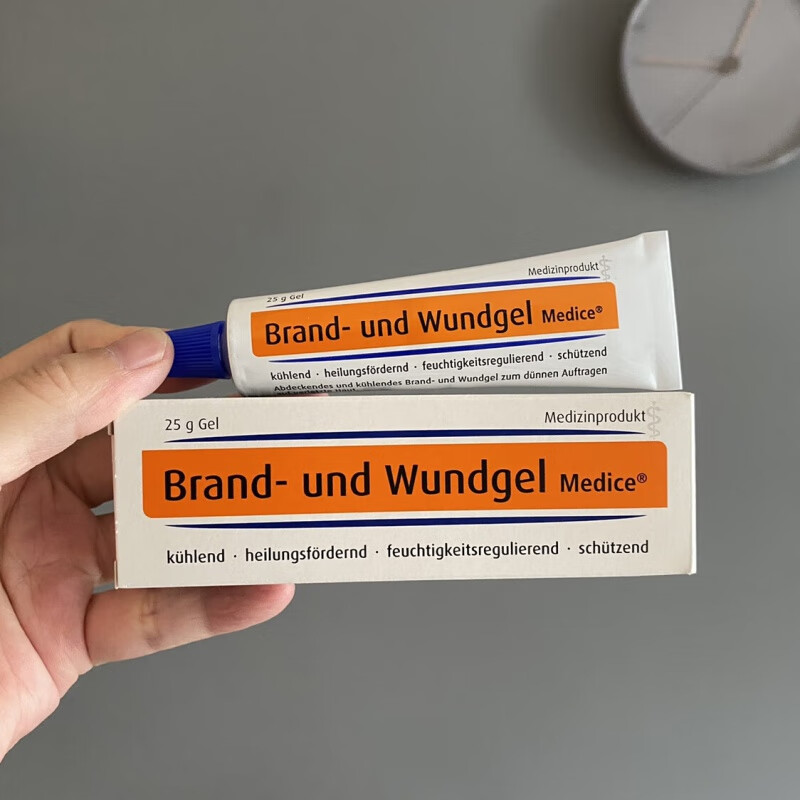 25 g Gel
Medizinprodukt
Brand- und Wundgel Medice®
kühlend · heilungsfördernd · feuchtigkeitsregulierend · schützend
Abdeckendes und kühlendes Brand- und Wundgel zum dünnen Auftragen
25 g Gel
Medizinprodukt
Brand- und Wundgel Medice®
kühlend · heilungsfördernd · feuchtigkeitsregulierend · schützend